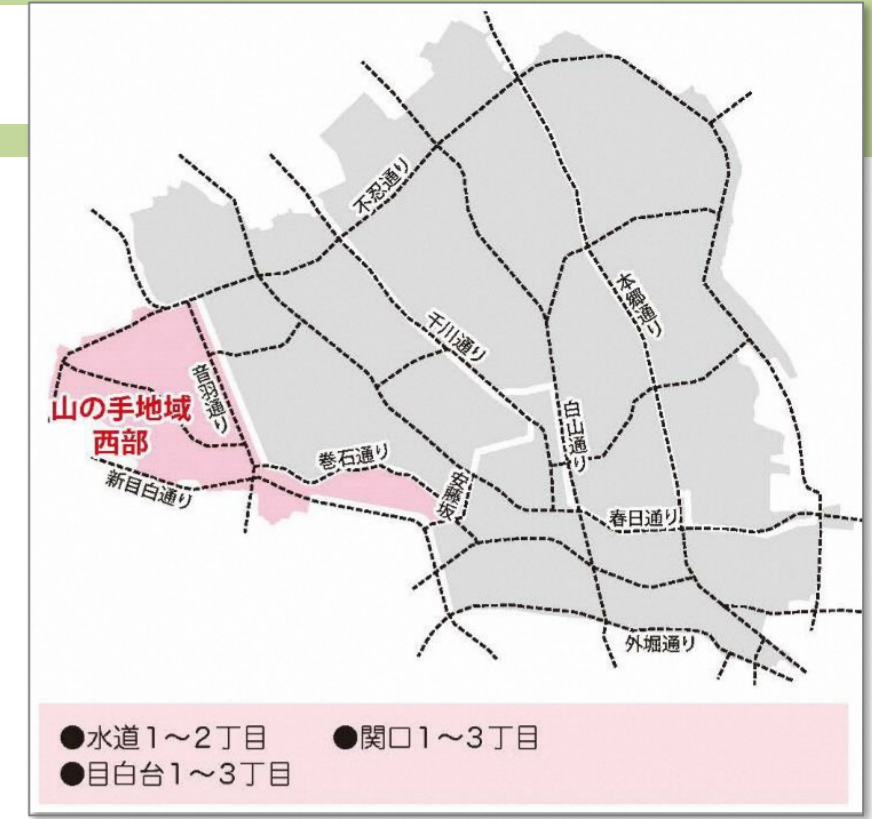 不忍通り
本郷通り
千川通り
音羽通り
山の手地域
西部
白山通り
巻石通り
安藤坂
新目白通り
春日通り
外堀通り
●水道1～2丁目 ●関口1～3丁目
●目白台1～3丁目